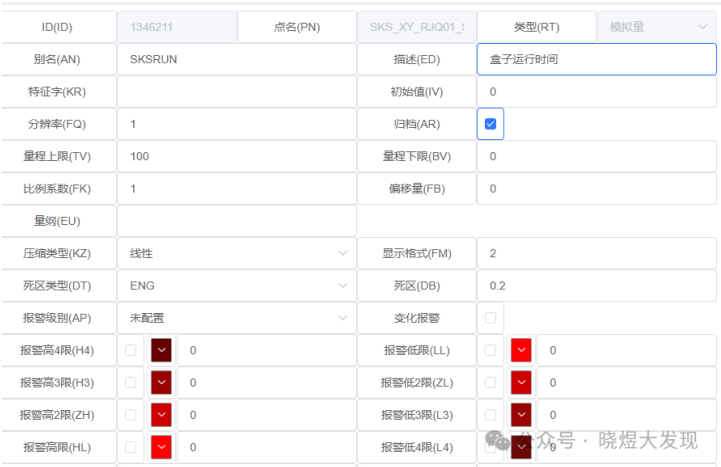 ID(ID) 1346211 点名(PN) SKS_XY_RJQ01_S 类型(RT) 模拟量
别名(AN) SKSRUN 描述(ED) 盒子运行时间
特征字(KR) 初始值(IV) 0
分辨率(FQ) 1 归档(AR)
量程上限(TV) 100 量程下限(BV) 0
比例系数(FK) 1 偏移量(FB) 0
量纲(EU)
压缩类型(KZ) 线性 显示格式(FM) 2
死区类型(DT) ENG 死区(DB) 0.2
报警级别(AP) 未配置 变化报警
报警高4限(H4) 0 报警低限(LL) 0
报警高3限(H3) 0 报警低2限(ZL) 0
报警高2限(ZH) 0 报警低3限(L3) 0
报警高限(HL) 0 报警低4限(L4) 0
公众号 · 晓煜大发现